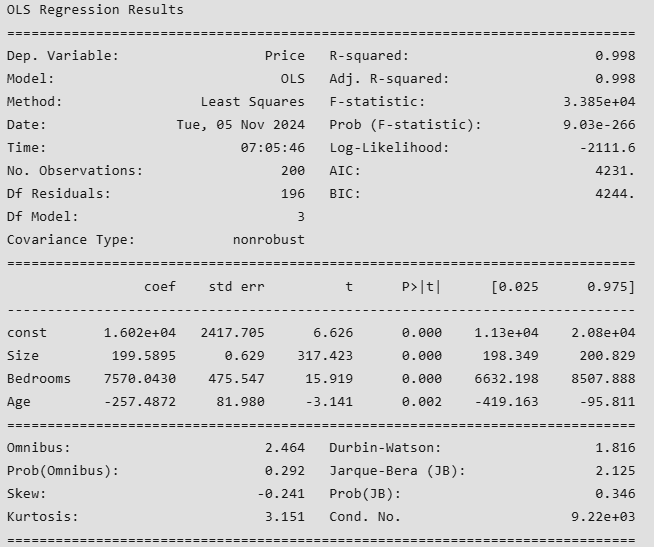 OLS Regression Results
==============================================================================
Dep. Variable:                  Price   R-squared:                       0.998
Model:                            OLS   Adj. R-squared:                  0.998
Method:                 Least Squares   F-statistic:                 3.385e+04
Date:                Tue, 05 Nov 2024   Prob (F-statistic):          9.03e-266
Time:                        07:05:46   Log-Likelihood:                -2111.6
No. Observations:                 200   AIC:                             4231.
Df Residuals:                     196   BIC:                             4244.
Df Model:                           3
Covariance Type:            nonrobust
==============================================================================
                 coef    std err          t      P>|t|      [0.025      0.975]
------------------------------------------------------------------------------
const       1.602e+04   2417.705      6.626      0.000    1.13e+04    2.08e+04
Size         199.5895      0.629    317.423      0.000     198.349     200.829
Bedrooms    7570.0430    475.547     15.919      0.000    6632.198    8507.888
Age         -257.4872     81.980     -3.141      0.002    -419.163     -95.811
==============================================================================
Omnibus:                        2.464   Durbin-Watson:                   1.816
Prob(Omnibus):                  0.292   Jarque-Bera (JB):                2.125
Skew:                          -0.241   Prob(JB):                        0.346
Kurtosis:                       3.151   Cond. No.                     9.22e+03
==============================================================================